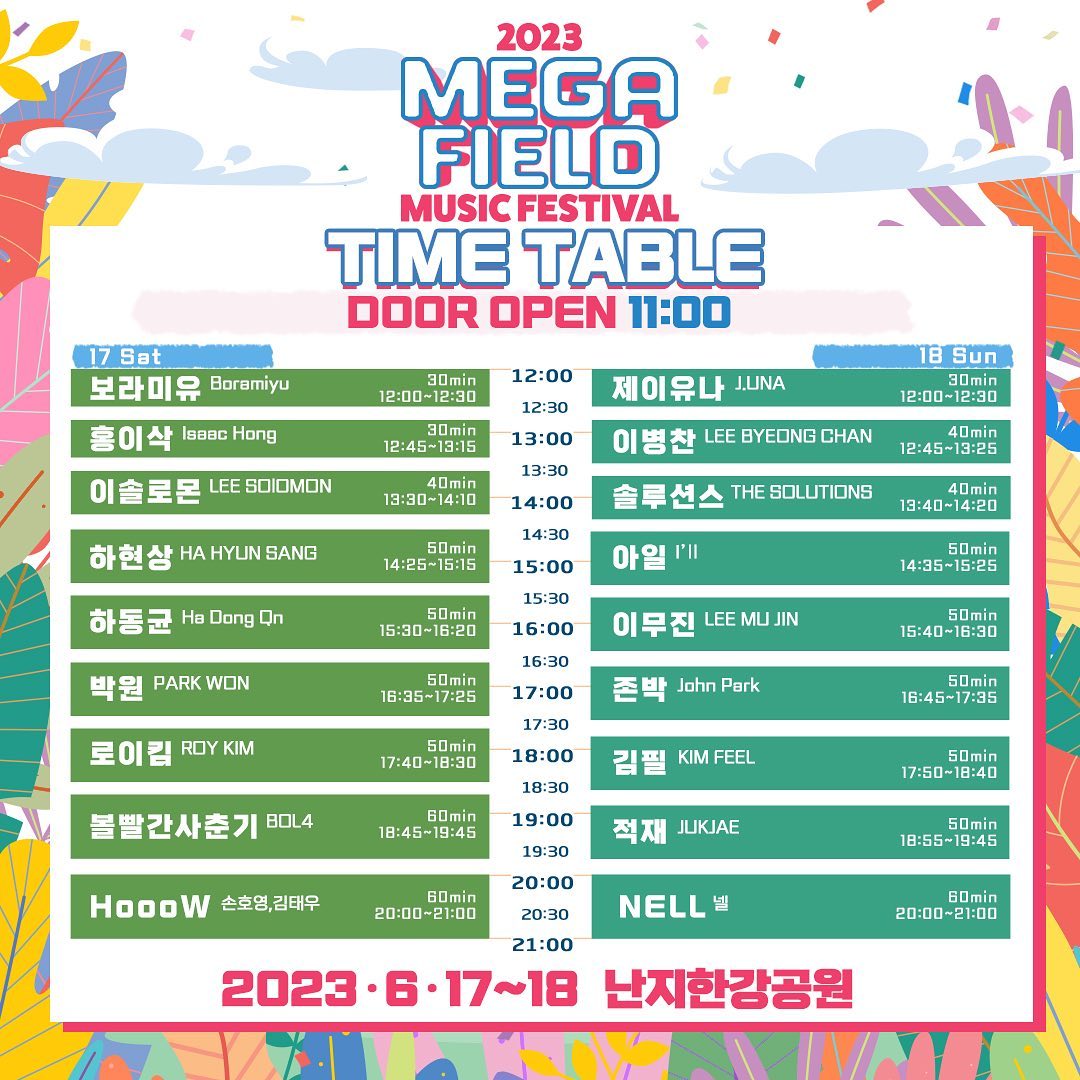 2023
MEGA
FIELD
MUSIC FESTIVAL
TIME TABLE
DOOR OPEN 11:00
17 Sat
보라미유 Boramiyu 30min
12:00~12:30
홍이삭 Isaac Hong 30min
12:45~13:15
이솔로몬 LEE SOlOMON 40min
13:30~14:10
하현상 HA HYUN SANG 50min
14:25~15:15
하동균 Ha Dong Qn 50min
15:30~16:20
박원 PARK WON 50min
16:35~17:25
로이킴 ROY KIM 50min
17:40~18:30
볼빨간사춘기 BOL4 60min
18:45~19:45
HoooW 손호영,김태우 60min
20:00~21:00
12:00
12:30
13:00
13:30
14:00
14:30
15:00
15:30
16:00
16:30
17:00
17:30
18:00
18:30
19:00
19:30
20:00
20:30
21:00
18 Sun
제이유나 J.UNA 30min
12:00~12:30
이병찬 LEE BYEONG CHAN 40min
12:45~13:25
솔루션스 THE SOLUTIONS 40min
13:40~14:20
아일 I'll 50min
14:35~15:25
이무진 LEE MU JIN 50min
15:40~16:30
존박 John Park 50min
16:45~17:35
김필 KIM FEEL 50min
17:50~18:40
적재 JUKJAE 50min
18:55~19:45
NELL 넬 60min
20:00~21:00
2023·6·17~18 난지한강공원